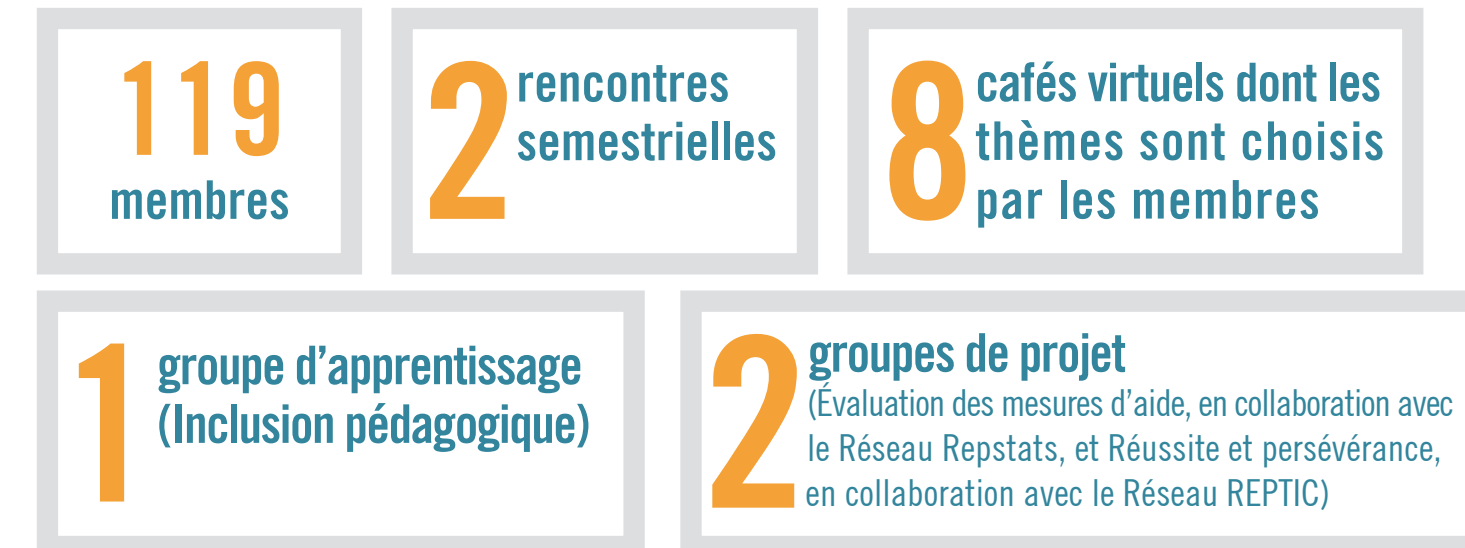 119
membres
2 rencontres
semestrielles
8 cafés virtuels dont les
thèmes sont choisis
par les membres
1 groupe d’apprentissage
(Inclusion pédagogique)
2 groupes de projet
(Évaluation des mesures d’aide, en collaboration avec
le Réseau Repstats, et Réussite et persévérance,
en collaboration avec le Réseau REPTIC)